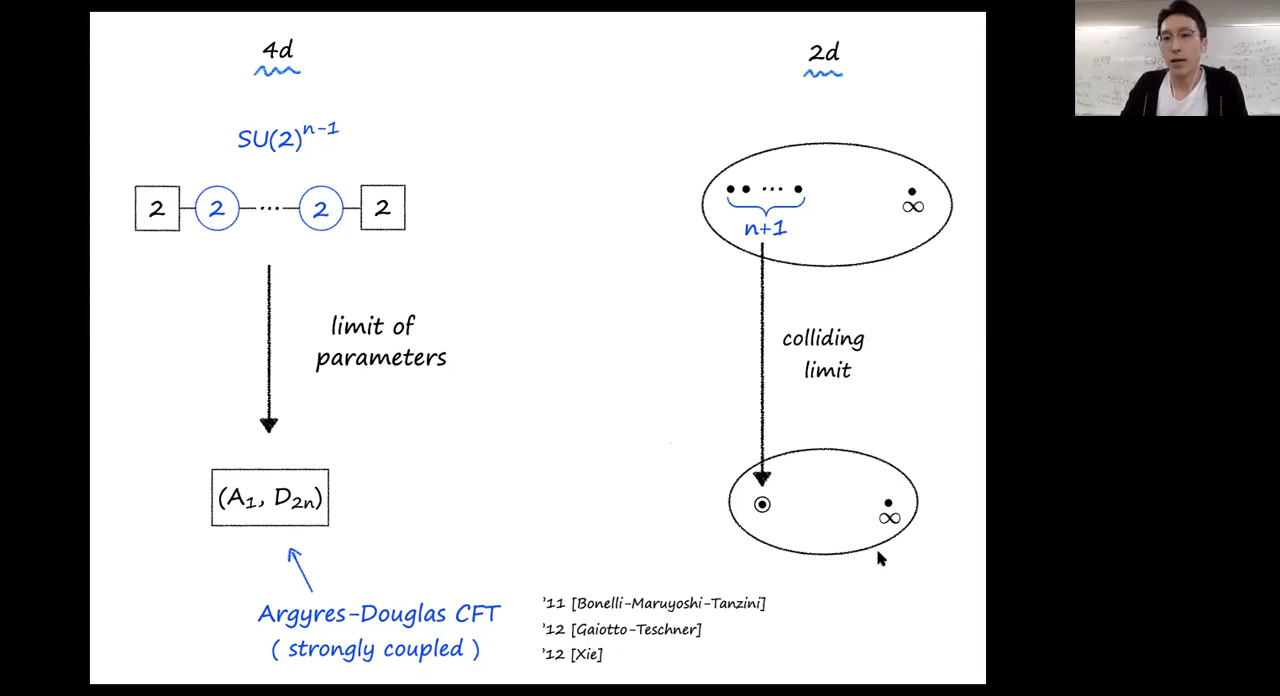 4d
2d
SU(2)^{n-1}
2 2 ... 2 2
•• ... •
n+1
∞
limit of
parameters
colliding
limit
(A₁, D₂ₙ)
∞
Argyres-Douglas CFT
( strongly coupled )
'11 [Bonelli-Maruyoshi-Tanzini]
'12 [Gaiotto-Teschner]
'12 [Xie]